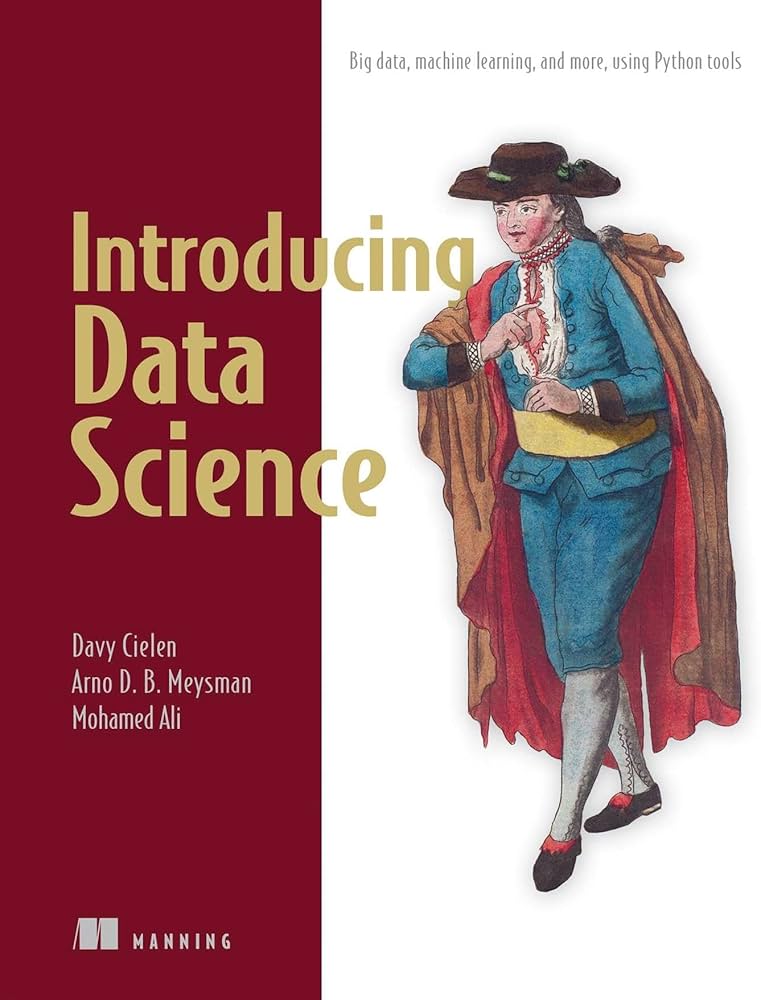 Big data, machine learning, and more, using Python tools
Introducing
Data
Science
Davy Cielen
Arno D. B. Meysman
Mohamed Ali
MANNING